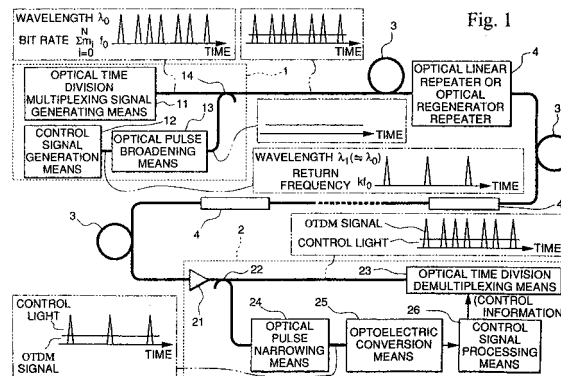 Fig. 1
WAVELENGTH λ0
BIT RATE N Σmi f0 i=0
TIME
TIME
3
4
14
1
OPTICAL TIME
DIVISION
MULTIPLEXING SIGNAL
GENERATING MEANS
11
13
12
CONTROL
SIGNAL
GENERATION
MEANS
OPTICAL PULSE
BROADENING
MEANS
TIME
OPTICAL LINEAR
REPEATER OR
OPTICAL
REGENERATOR
REPEATER
3
WAVELENGTH λ1(≒λ0)
RETURN
FREQUENCY kf0
TIME
4
4
3
2
OTDM SIGNAL
CONTROL LIGHT
TIME
22
21
23
OPTICAL TIME DIVISION
DEMULTIPLEXING MEANS
(CONTROL
INFORMATION)
24
25
26
CONTROL
LIGHT
TIME
OTDM
SIGNAL
OPTICAL
PULSE
NARROWING
MEANS
OPTOELECTRIC
CONVERSION
MEANS
CONTROL
SIGNAL
PROCESSING
MEANS